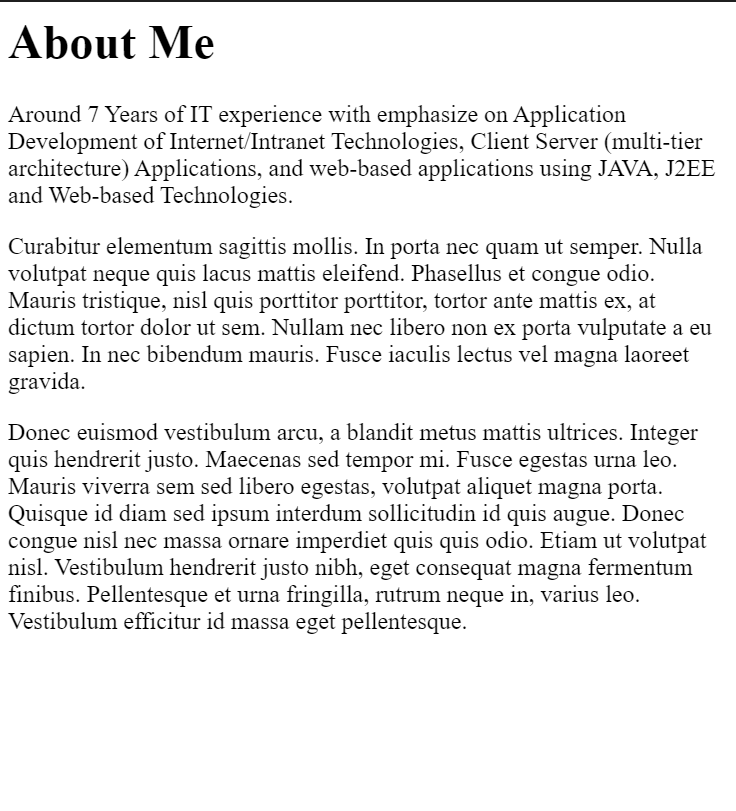 About Me
Around 7 Years of IT experience with emphasize on Application
Development of Internet/Intranet Technologies, Client Server (multi-tier
architecture) Applications, and web-based applications using JAVA, J2EE
and Web-based Technologies.
Curabitur elementum sagittis mollis. In porta nec quam ut semper. Nulla
volutpat neque quis lacus mattis eleifend. Phasellus et congue odio.
Mauris tristique, nisl quis porttitor porttitor, tortor ante mattis ex, at
dictum tortor dolor ut sem. Nullam nec libero non ex porta vulputate a eu
sapien. In nec bibendum mauris. Fusce iaculis lectus vel magna laoreet
gravida.
Donec euismod vestibulum arcu, a blandit metus mattis ultrices. Integer
quis hendrerit justo. Maecenas sed tempor mi. Fusce egestas urna leo.
Mauris viverra sem sed libero egestas, volutpat aliquet magna porta.
Quisque id diam sed ipsum interdum sollicitudin id quis augue. Donec
congue nisl nec massa ornare imperdiet quis quis odio. Etiam ut volutpat
nisl. Vestibulum hendrerit justo nibh, eget consequat magna fermentum
finibus. Pellentesque et urna fringilla, rutrum neque in, varius leo.
Vestibulum efficitur id massa eget pellentesque.